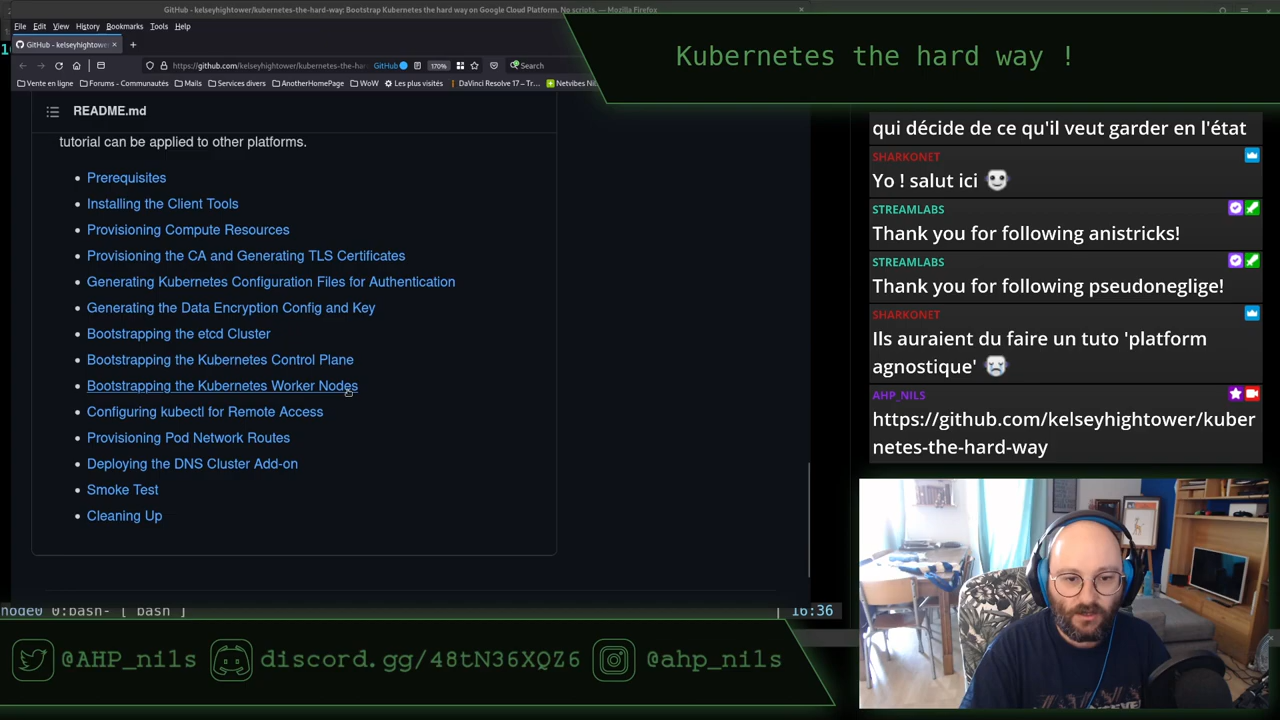 GitHub - kelseyhightower/kubernetes-the-hard-way: Bootstrap Kubernetes the hard way on Google Cloud Platform. No scripts. — Mozilla Firefox
File Edit View History Bookmarks Tools Help
GitHub - kelseyhightowe
https://github.com/kelseyhightower/kubernetes-the-har
GitHub
170%
Search
Vente en ligne
Forums - Communautés
Mails
Services divers
AnotherHomePage
WoW
Les plus visités
DaVinci Resolve 17 – Tr…
Netvibes
Kubernetes the hard way !
README.md
tutorial can be applied to other platforms.
Prerequisites
Installing the Client Tools
Provisioning Compute Resources
Provisioning the CA and Generating TLS Certificates
Generating Kubernetes Configuration Files for Authentication
Generating the Data Encryption Config and Key
Bootstrapping the etcd Cluster
Bootstrapping the Kubernetes Control Plane
Bootstrapping the Kubernetes Worker Nodes
Configuring kubectl for Remote Access
Provisioning Pod Network Routes
Deploying the DNS Cluster Add-on
Smoke Test
Cleaning Up
qui décide de ce qu'il veut garder en l'état
SHARKONET
Yo ! salut ici
STREAMLABS
Thank you for following anistricks!
STREAMLABS
Thank you for following pseudoneglige!
SHARKONET
Ils auraient du faire un tuto 'platform
agnostique'
AHP_NILS
https://github.com/kelseyhightower/kuber
netes-the-hard-way
node0 0:bash- [ bash ]
16:36
@AHP_nils
discord.gg/48tN36XQZ6
@ahp_nils